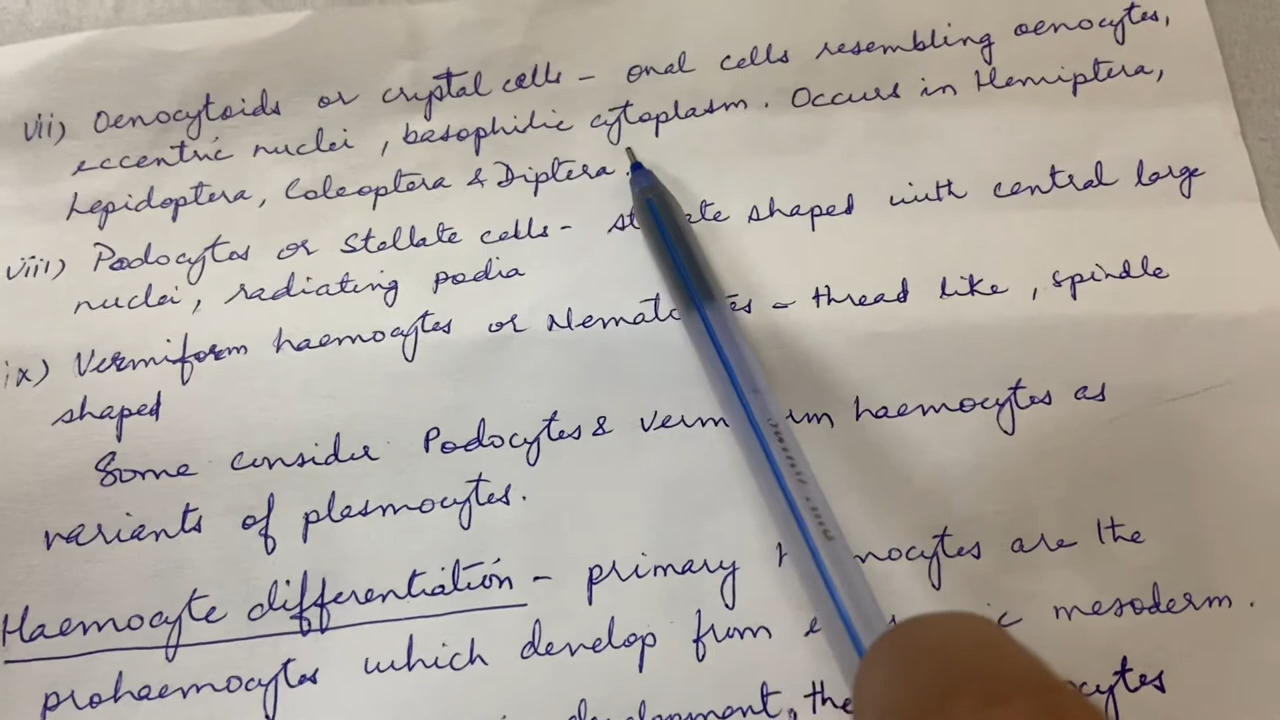 vii) Oenocytoids or crystal cells - oval cells resembling oenocytes,
eccentric nuclei, basophilic cytoplasm. Occurs in Hemiptera,
Lepidoptera, Coleoptera & Diptera.
viii) Podocytes or Stellate cells - shaped with central large
nuclei, radiating podia
ix) Vermiform haemocytes or - thread like, spindle
shaped
Some consider Podocytes & haemocytes as
variants of plasmocytes.
Haemocyte differentiation - primary are the
prohaemocytes which develop from mesoderm.
the